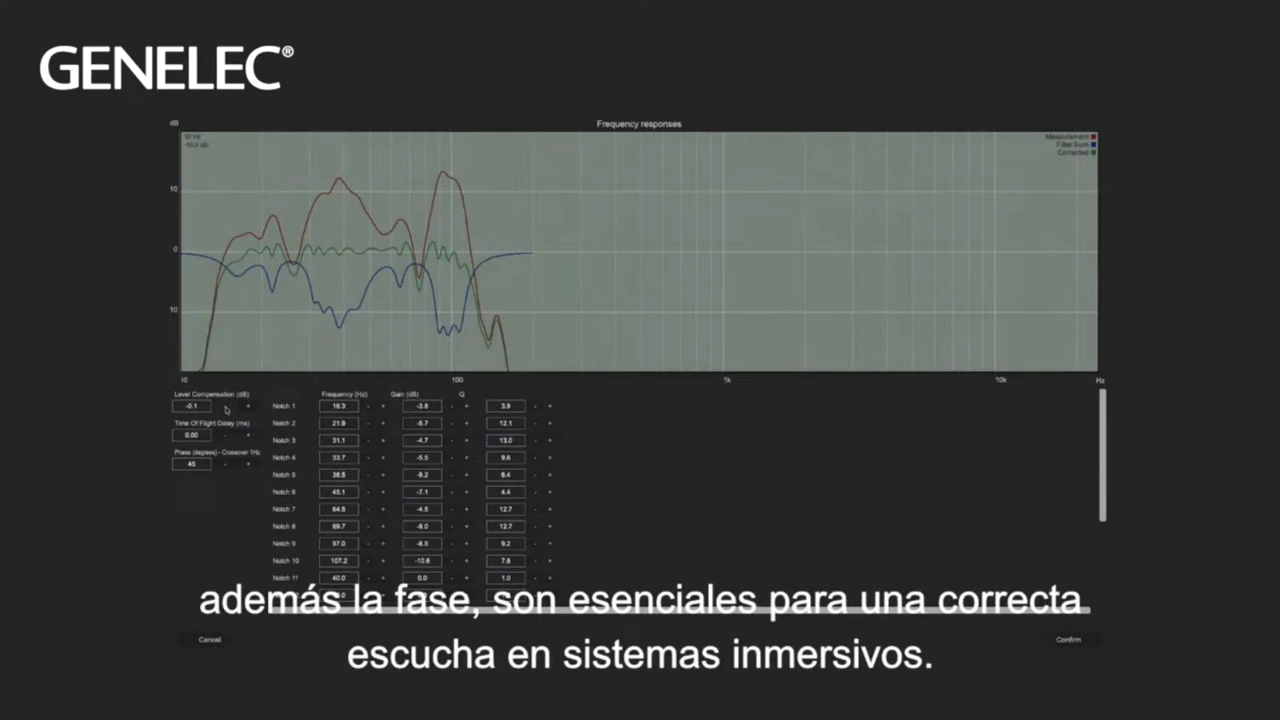 GENELEC®
dB
Frequency responses
Measurement
Filter Sum
Corrected
10
0
10
10
100
1k
10k
Hz
Level Compensation (dB)
-0.1 - +
Time Of Flight Delay (ms)
0.00 - +
Phase (degrees) - Crossover
45 - +
Frequency (Hz) Gain (dB) Q
Notch 1 16.3 - + -3.8 - + 3.9 - +
Notch 2 21.9 - + -5.7 - + 12.1 - +
Notch 3 31.1 - + -4.7 - + 13.0 - +
Notch 4 33.7 - + -5.5 - + 9.6 - +
Notch 5 38.5 - + -9.2 - + 6.4 - +
Notch 6 45.1 - + -7.1 - + 4.4 - +
Notch 7 64.5 - + -4.5 - + 12.7 - +
Notch 8 89.7 - + -9.0 - + 12.7 - +
Notch 9 97.0 - + -8.5 - + 9.2 - +
Notch 10 107.2 - + -10.6 - + 7.8 - +
Notch 11 40.0 - + 0.0 - + 1.0 - +
además la fase, son esenciales para una correcta
escucha en sistemas inmersivos.
Cancel
Confirm